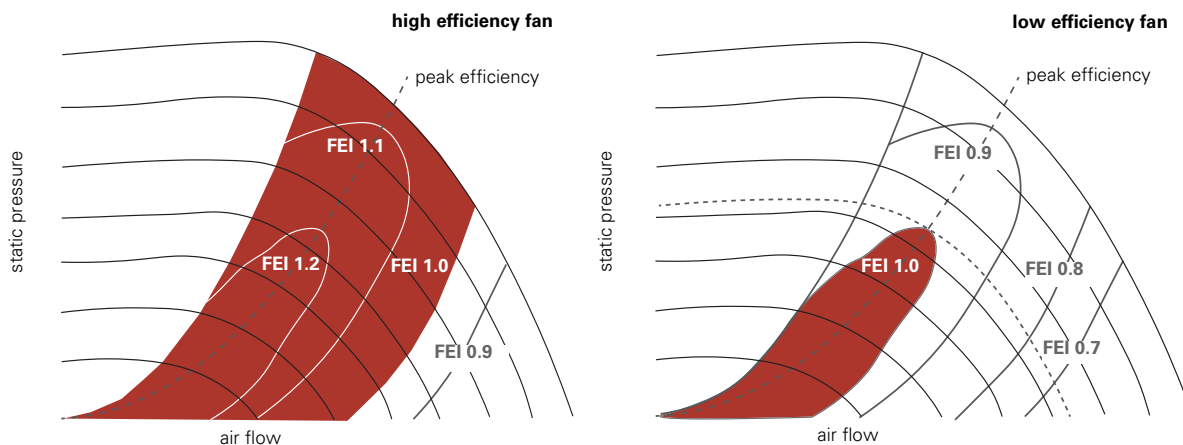 high efficiency fan
peak efficiency
FEI 1.1
FEI 1.2
FEI 1.0
FEI 0.9
static pressure
air flow
low efficiency fan
peak efficiency
FEI 0.9
FEI 1.0
FEI 0.8
FEI 0.7
static pressure
air flow